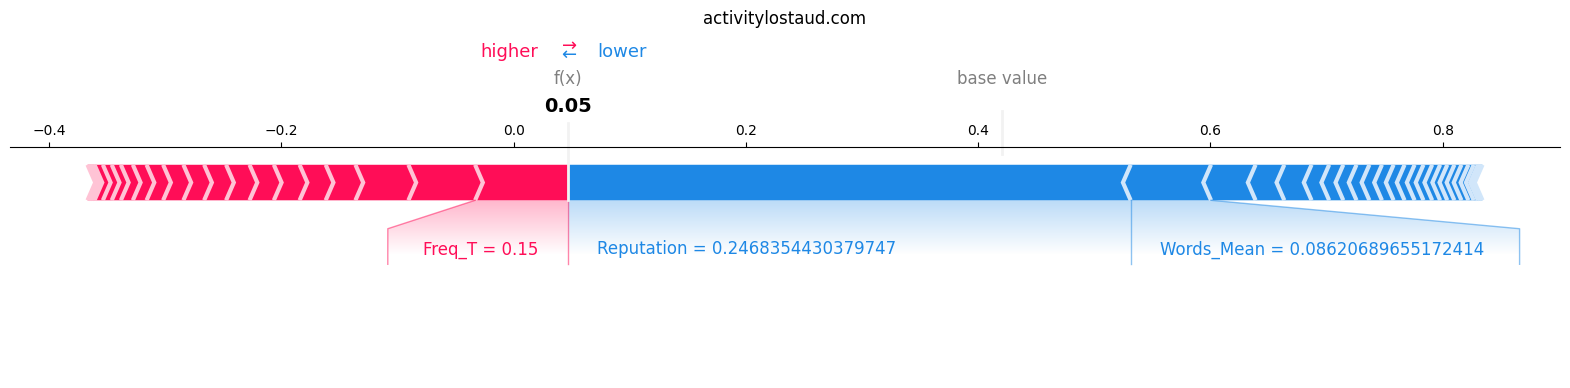 activitylostaud.com
higher ⇄ lower
f(x) base value
0.05
−0.4 −0.2 0.0 0.2 0.4 0.6 0.8
Freq_T = 0.15 Reputation = 0.2468354430379747 Words_Mean = 0.08620689655172414